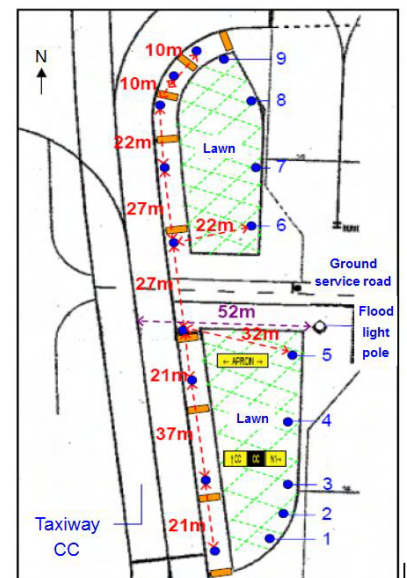 N
10m
10m
9
8
22m
Lawn
7
27m
22m
6
27m
Ground
service road
52m
Flood
light
pole
32m
5
← APRON →
21m
4
Lawn
37m
CC
N1→
3
Taxiway
CC
2
21m
1